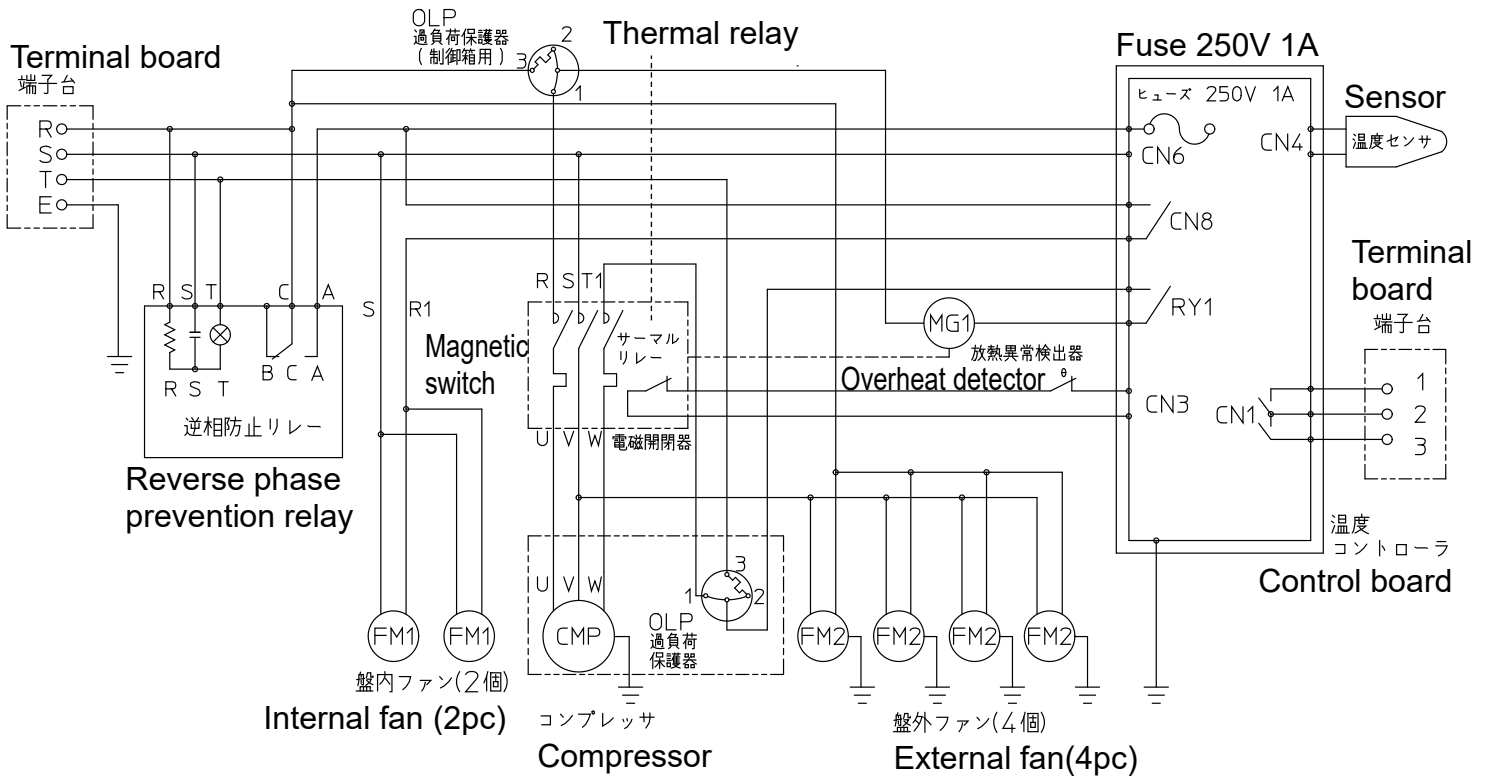 OLP
過負荷保護器
(制御箱用)
2
3
1
Thermal relay
Fuse 250V 1A
Terminal board
端子台
ヒューズ 250V 1A
Sensor
温度センサ
R
S
T
E
CN6
CN4
CN8
R S T C A
S
R1
R S T1
RY1
MG1
Terminal
board
端子台
サーマル
リレー
Magnetic
switch
放熱異常検出器
θ
Overheat detector
B C A
R S T
逆相防止リレー
U V W
電磁開閉器
CN3
CN1
1
2
3
Reverse phase
prevention relay
温度
コントローラ
Control board
U V W
3
1
2
OLP
過負荷
保護器
FM1
FM1
CMP
FM2
FM2
FM2
FM2
盤内ファン(2個)
Internal fan (2pc)
コンプレッサ
Compressor
盤外ファン(4個)
External fan(4pc)